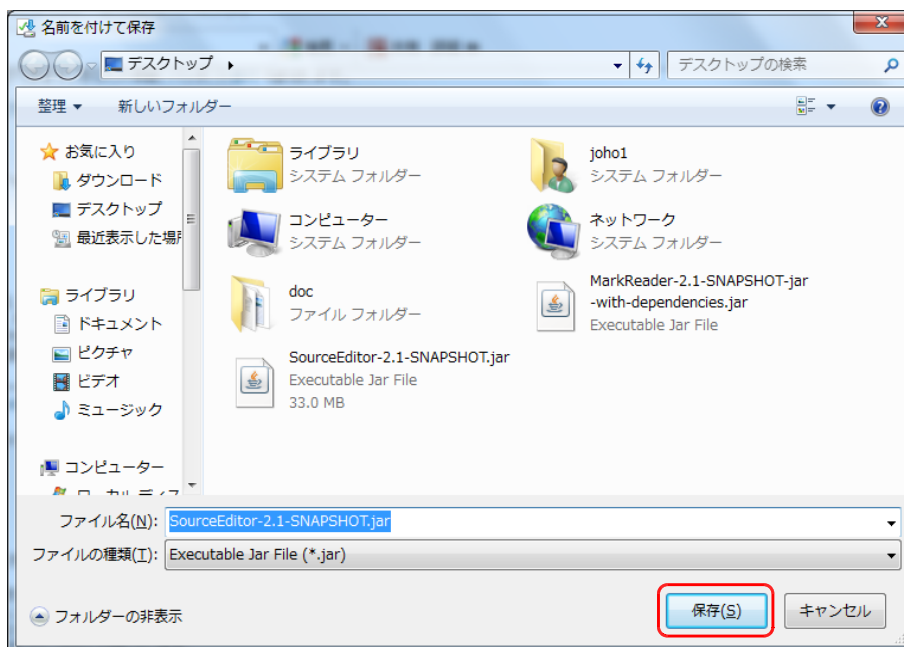 名前を付けて保存
デスクトップ
デスクトップの検索
整理
新しいフォルダー
お気に入り
ダウンロード
デスクトップ
最近表示した場所
ライブラリ
ドキュメント
ピクチャ
ビデオ
ミュージック
コンピューター
ライブラリ
システム フォルダー
joho1
システム フォルダー
コンピューター
システム フォルダー
ネットワーク
システム フォルダー
doc
ファイル フォルダー
MarkReader-2.1-SNAPSHOT-jar
-with-dependencies.jar
Executable Jar File
SourceEditor-2.1-SNAPSHOT.jar
Executable Jar File
33.0 MB
ファイル名(N): SourceEditor-2.1-SNAPSHOT.jar
ファイルの種類(T): Executable Jar File (*.jar)
フォルダーの非表示
保存(S)
キャンセル